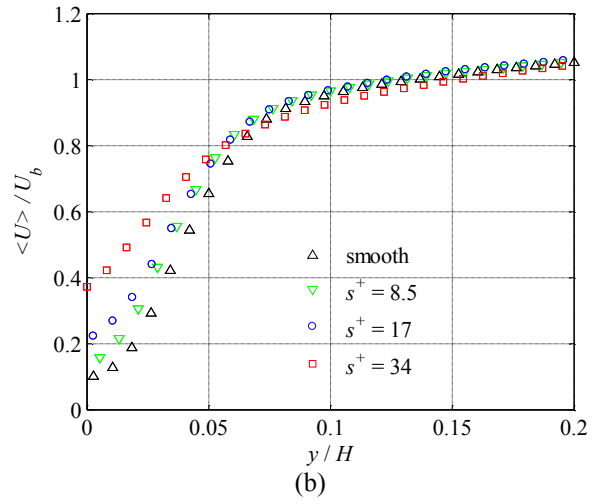 1.2
1
0.8
0.6
0.4
0.2
0
<U> / U_b
smooth
s^+ = 8.5
s^+ = 17
s^+ = 34
0 0.05 0.1 0.15 0.2
y / H
(b)